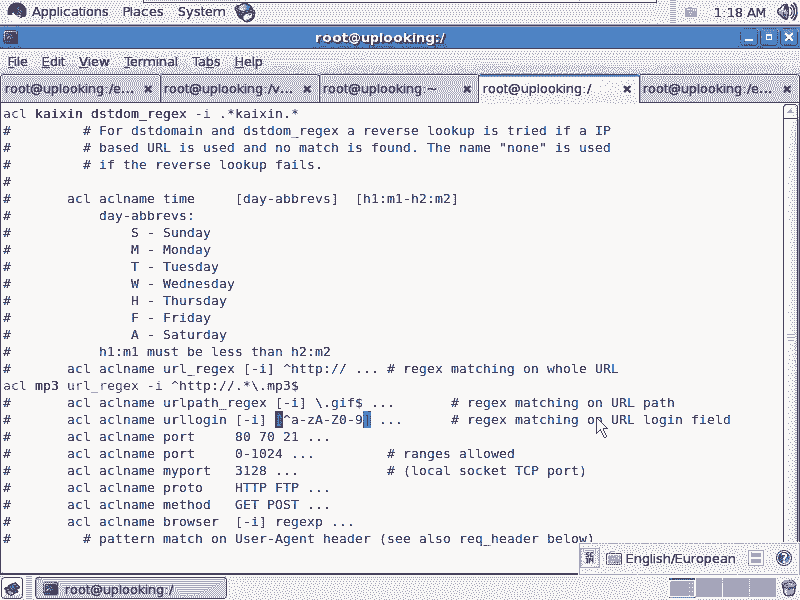 Applications Places System 1:18 AM
root@uplooking:/
File Edit View Terminal Tabs Help
root@uplooking:/e... root@uplooking:/v... root@uplooking:~ root@uplooking:/ root@uplooking:/e...
acl kaixin dstdom_regex -i .*kaixin.*
#         # For dstdomain and dstdom_regex a reverse lookup is tried if a IP
#         # based URL is used and no match is found. The name "none" is used
#         # if the reverse lookup fails.
#
#       acl aclname time     [day-abbrevs]  [h1:m1-h2:m2]
#           day-abbrevs:
#               S - Sunday
#               M - Monday
#               T - Tuesday
#               W - Wednesday
#               H - Thursday
#               F - Friday
#               A - Saturday
#           h1:m1 must be less than h2:m2
#       acl aclname url_regex [-i] ^http:// ... # regex matching on whole URL
acl mp3 url_regex -i ^http://.*\.mp3$
#       acl aclname urlpath_regex [-i] \.gif$ ...       # regex matching on URL path
#       acl aclname urllogin [-i] [^a-zA-Z0-9] ...      # regex matching on URL login field
#       acl aclname port     80 70 21 ...
#       acl aclname port     0-1024 ...         # ranges allowed
#       acl aclname myport   3128 ...           # (local socket TCP port)
#       acl aclname proto    HTTP FTP ...
#       acl aclname method   GET POST ...
#       acl aclname browser  [-i] regexp ...
#         # pattern match on User-Agent header (see also req_header below)
English/European
root@uplooking:/